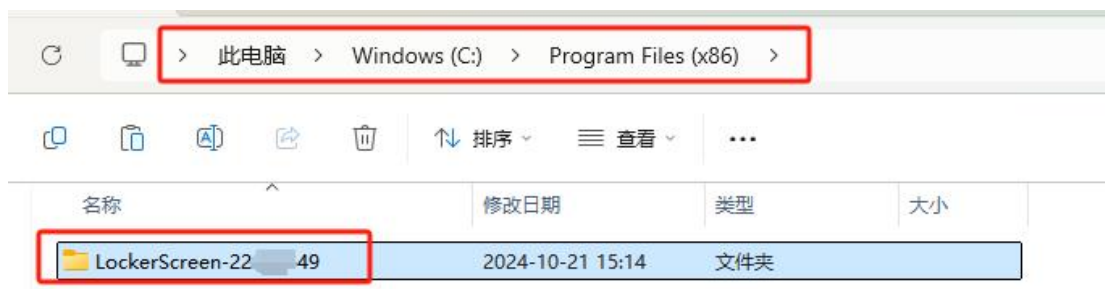 > 此电脑 > Windows (C:) > Program Files (x86) >
排序 查看 ...
名称 修改日期 类型 大小
LockerScreen-22 49 2024-10-21 15:14 文件夹